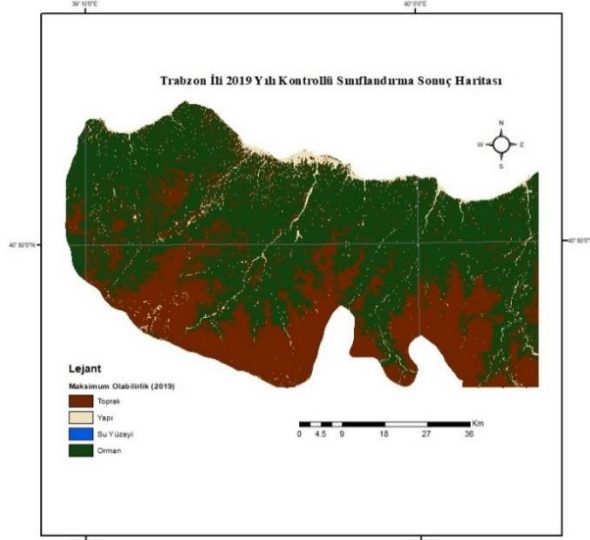 39°10'0"E 40°0'0"E
Trabzon İli 2019 Yılı Kontrollü Sınıflandırma Sonuç Haritası
N
W E
S
40°50'0"N 40°50'0"N
Lejant
Maksimum Olabilirlik (2019)
Toprak
Yapı
Su Yüzeyi
Orman
Km
0 4.5 9 18 27 36